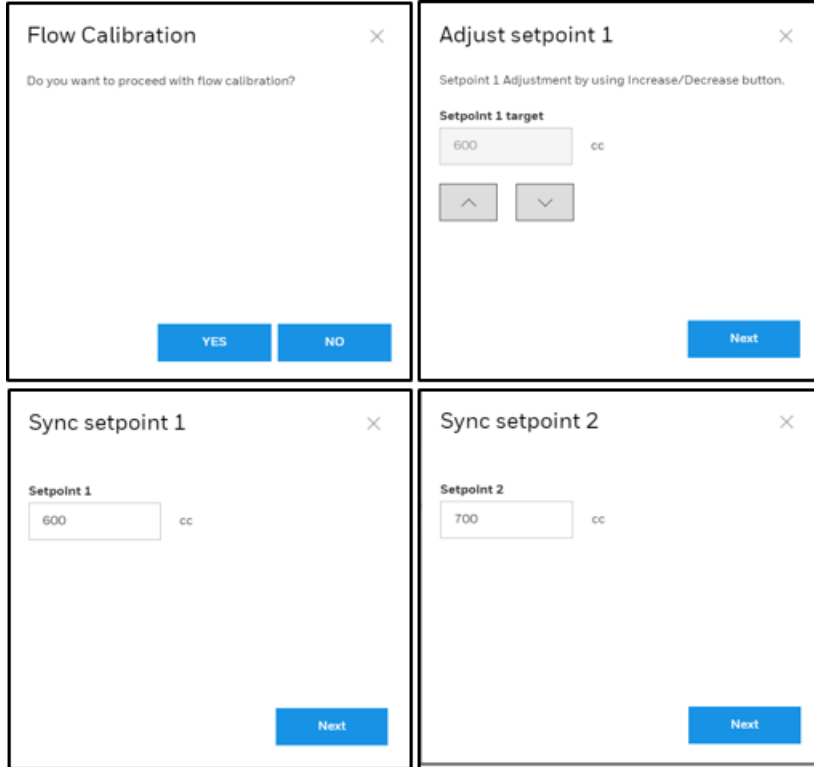 Flow Calibration
Do you want to proceed with flow calibration?
YES
NO
Adjust setpoint 1
Setpoint 1 Adjustment by using Increase/Decrease button.
Setpoint 1 target
600 cc
Next
Sync setpoint 1
Setpoint 1
600 cc
Next
Sync setpoint 2
Setpoint 2
700 cc
Next